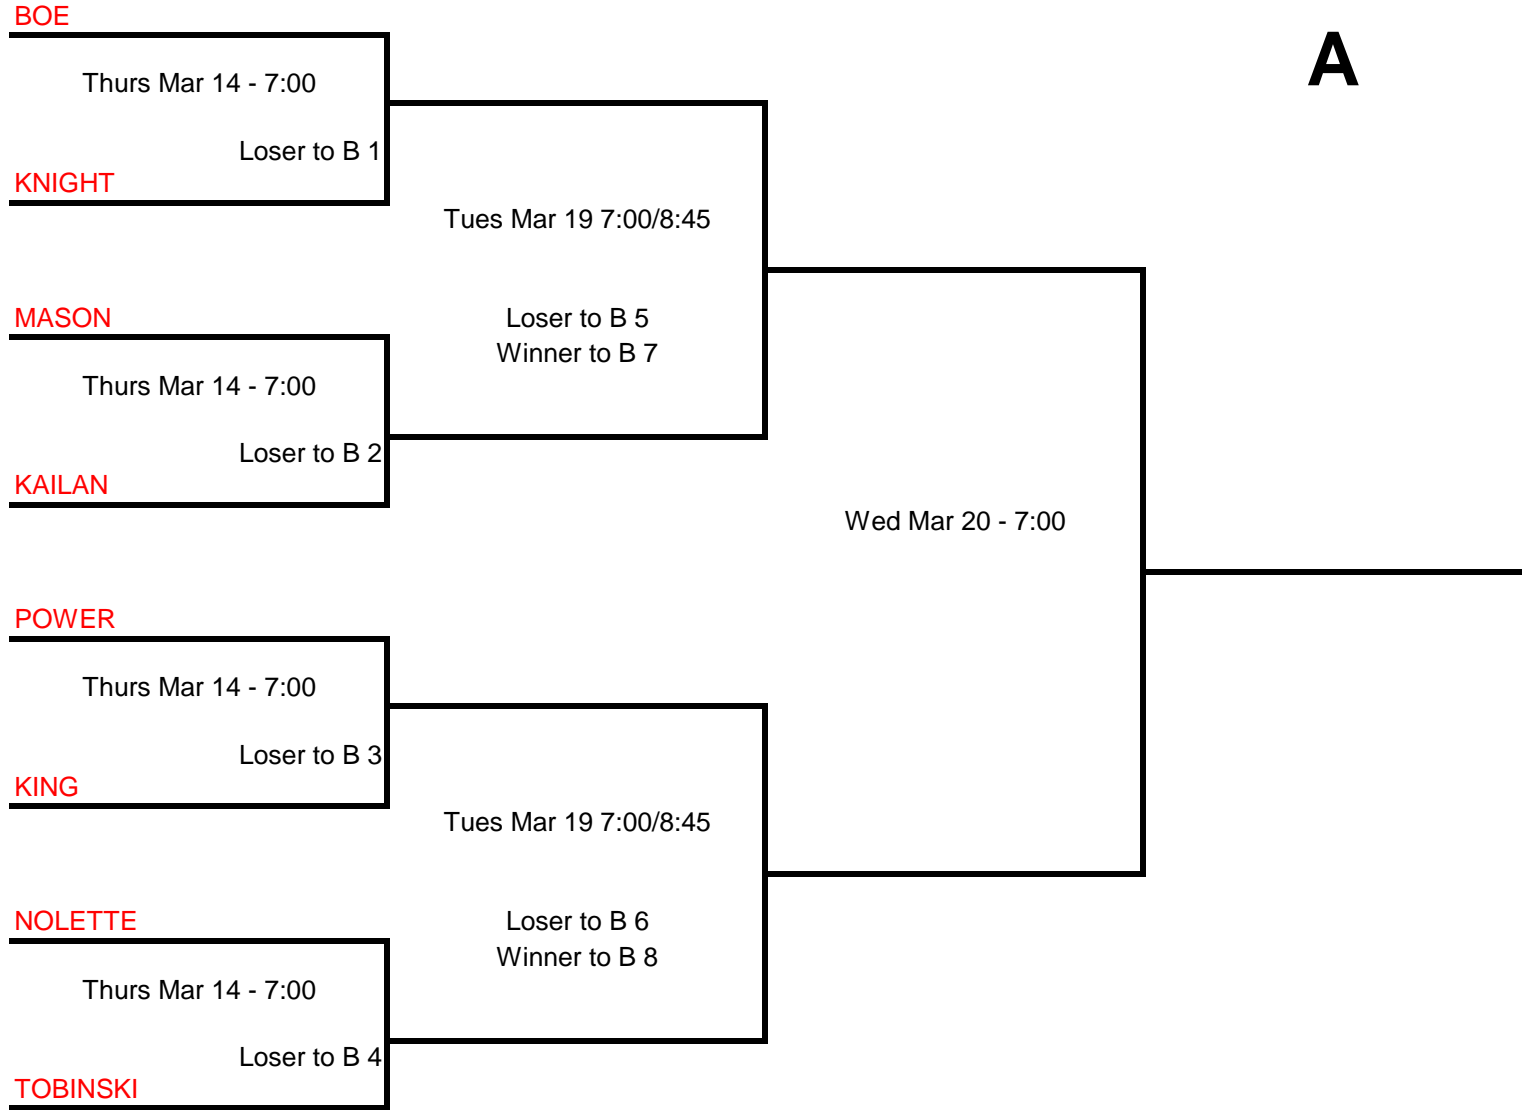 BOE
A
Thurs Mar 14 - 7:00
Loser to B 1
KNIGHT
Tues Mar 19 7:00/8:45
MASON
Loser to B 5
Winner to B 7
Thurs Mar 14 - 7:00
Loser to B 2
KAILAN
Wed Mar 20 - 7:00
POWER
Thurs Mar 14 - 7:00
Loser to B 3
KING
Tues Mar 19 7:00/8:45
NOLETTE
Loser to B 6
Winner to B 8
Thurs Mar 14 - 7:00
Loser to B 4
TOBINSKI